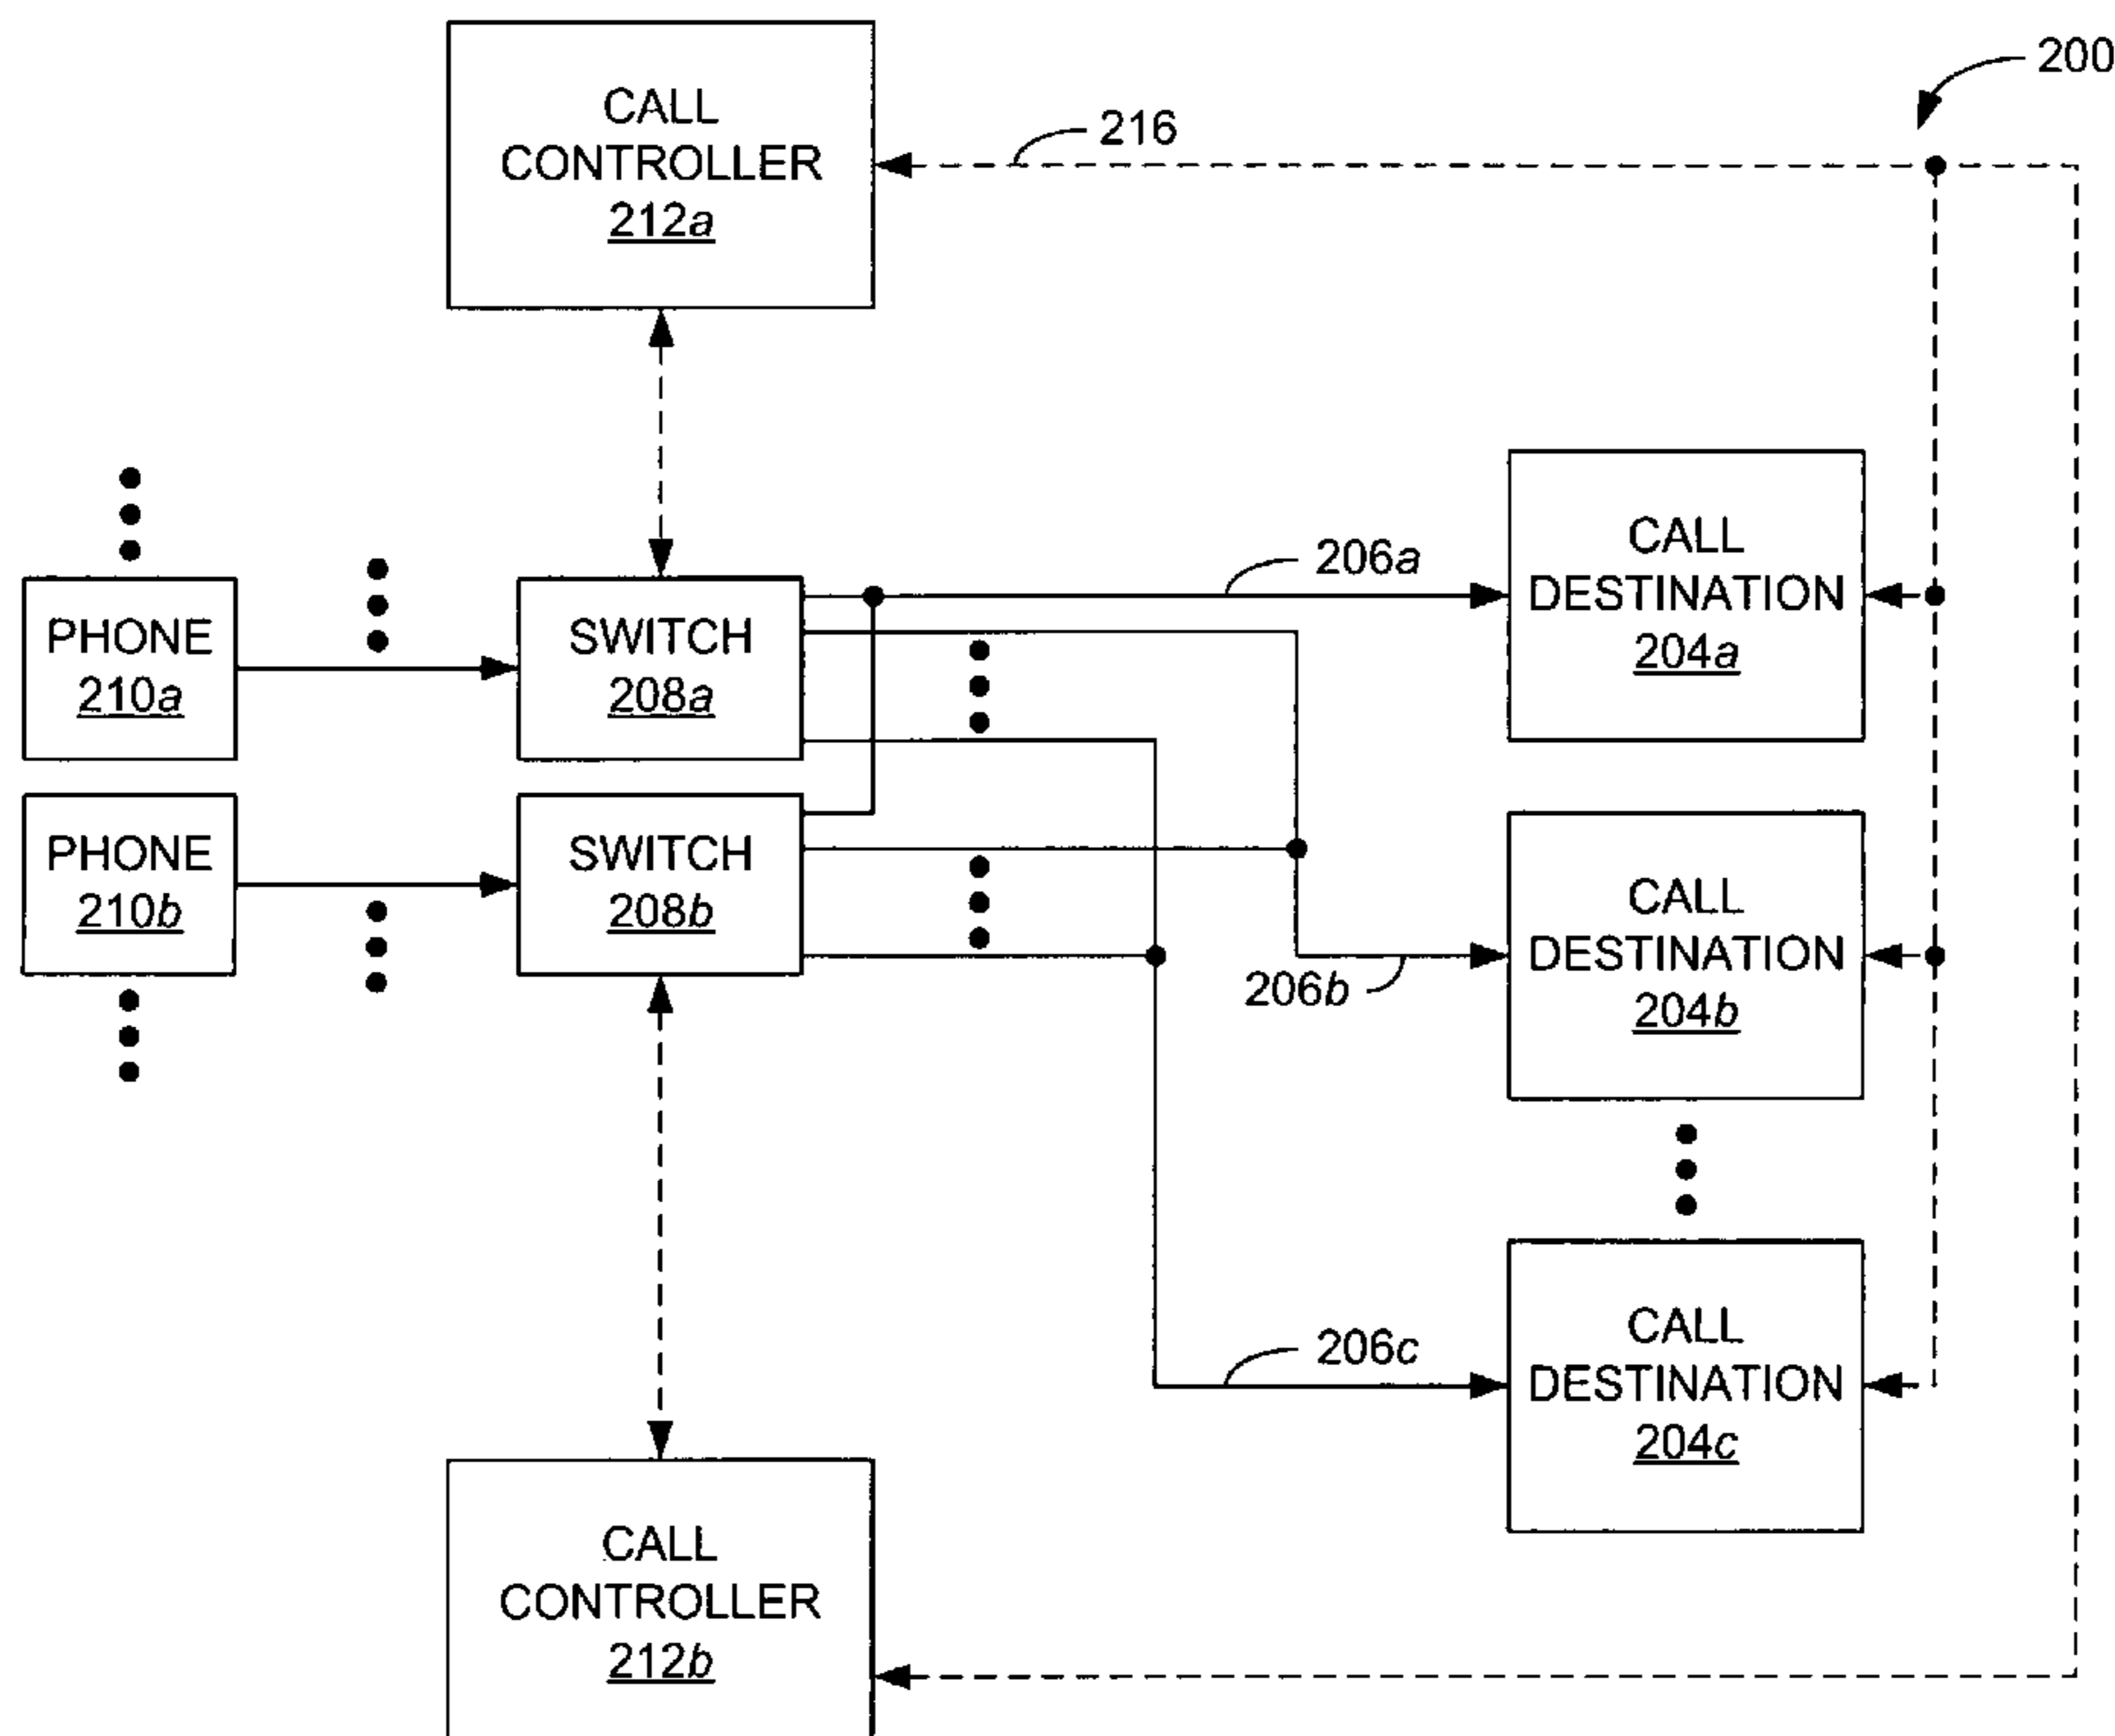 200
CALL
CONTROLLER
212a
216
PHONE
210a
SWITCH
208a
206a
CALL
DESTINATION
204a
PHONE
210b
SWITCH
208b
206b
CALL
DESTINATION
204b
206c
CALL
DESTINATION
204c
CALL
CONTROLLER
212b